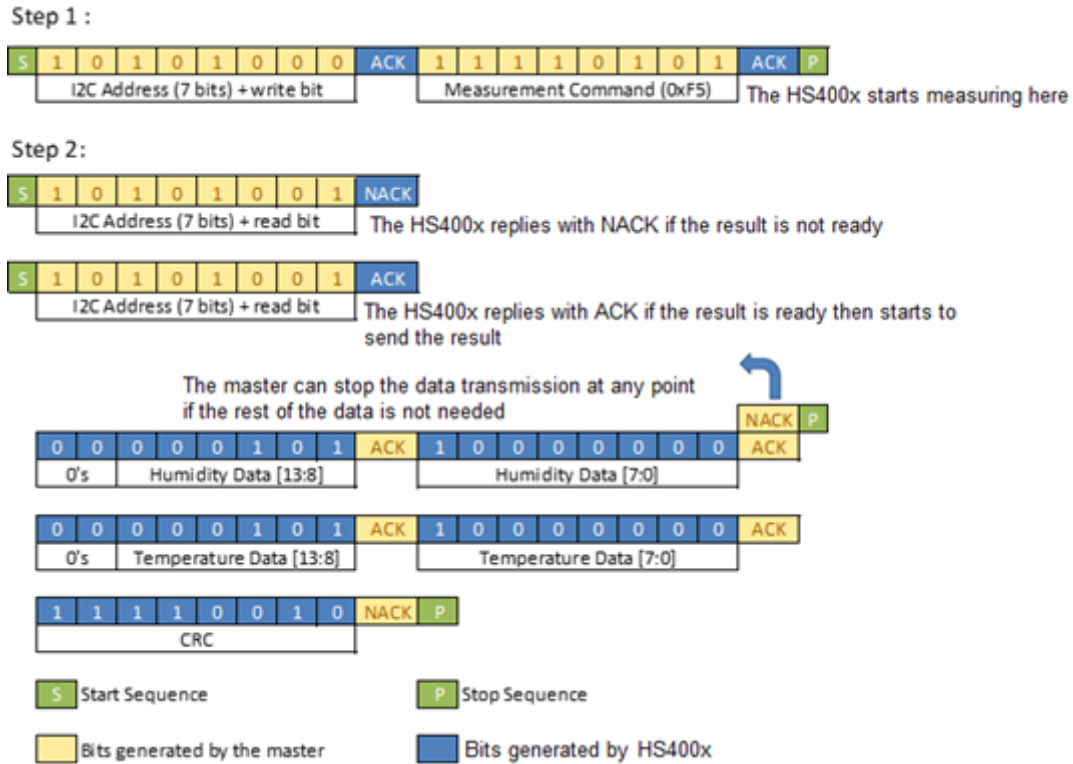 Step 1 :
S 1 0 1 0 1 0 0 0 ACK 1 1 1 1 0 1 0 1 ACK P
I2C Address (7 bits) + write bit Measurement Command (0xF5) The HS400x starts measuring here
Step 2:
S 1 0 1 0 1 0 0 1 NACK
I2C Address (7 bits) + read bit The HS400x replies with NACK if the result is not ready
S 1 0 1 0 1 0 0 1 ACK
I2C Address (7 bits) + read bit The HS400x replies with ACK if the result is ready then starts to
send the result
The master can stop the data transmission at any point
if the rest of the data is not needed
NACK P
0 0 0 0 0 1 0 1 ACK 1 0 0 0 0 0 0 0 ACK
0's Humidity Data [13:8] Humidity Data [7:0]
0 0 0 0 0 1 0 1 ACK 1 0 0 0 0 0 0 0 ACK
0's Temperature Data [13:8] Temperature Data [7:0]
1 1 1 1 0 0 1 0 NACK P
CRC
S Start Sequence P Stop Sequence
Bits generated by the master Bits generated by HS400x